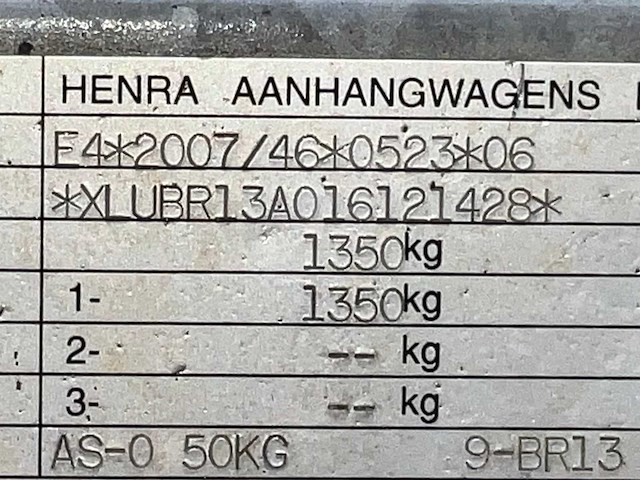 HENRA AANHANGWAGENS
E4*2007/46*0523*06
*XLUBR13A016121428*
1350kg
1- 1350kg
2- -- kg
3- -- kg
AS-0 50KG 9-BR13